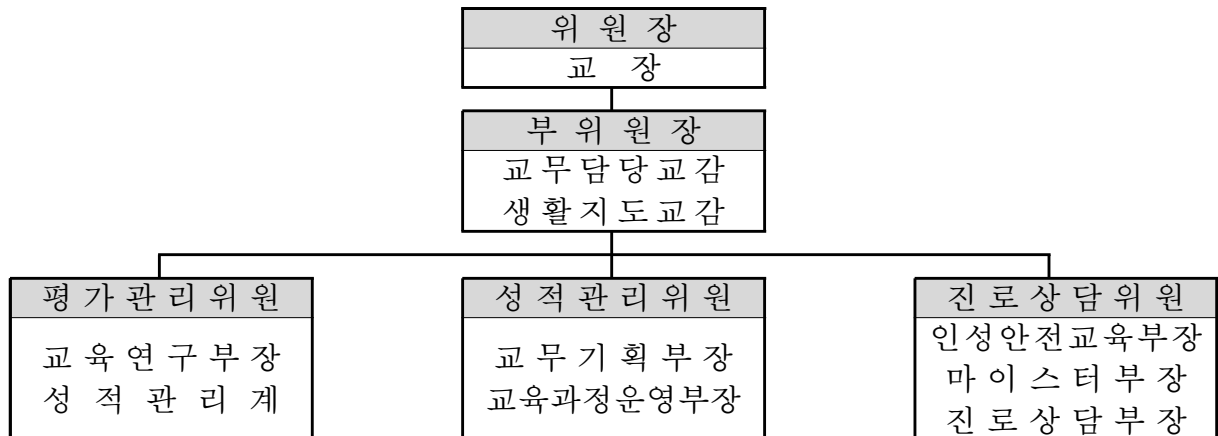 위 원 장
교 장
부 위 원 장
교 무 담 당 교 감
생 활 지 도 교 감
평 가 관 리 위 원
교 육 연 구 부 장
성 적 관 리 계
성 적 관 리 위 원
교 무 기 획 부 장
교육과정운영부장
진 로 상 담 위 원
인성안전교육부장
마 이 스 터 부 장
진 로 상 담 부 장